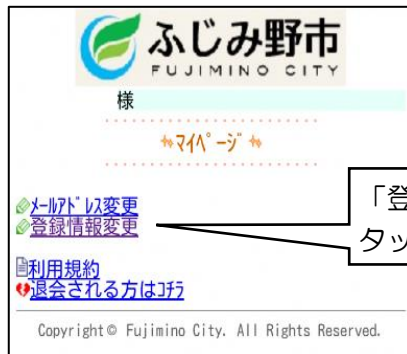 ふじみ野市
FUJIMINO CITY
様
マイページ
メールアドレス変更
登録情報変更
「登
タッ
利用規約
退会される方はコチラ
Copyright© Fujimino City. All Rights Reserved.